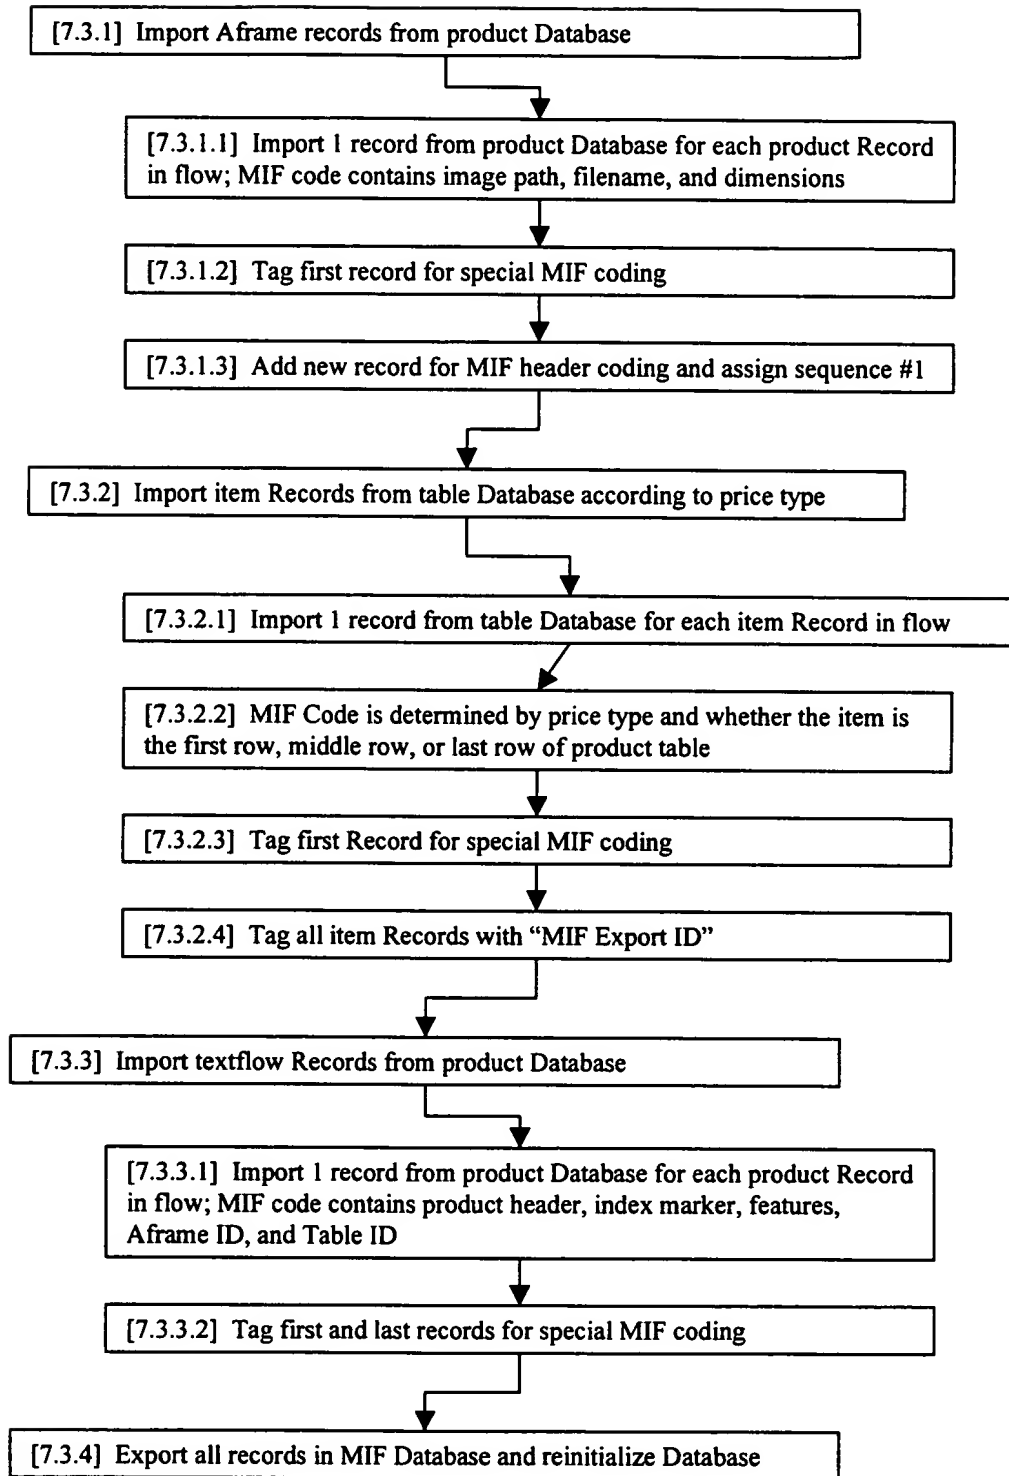 [7.3.1] Import Aframe records from product Database
[7.3.1.1] Import 1 record from product Database for each product Record
in flow; MIF code contains image path, filename, and dimensions
[7.3.1.2] Tag first record for special MIF coding
[7.3.1.3] Add new record for MIF header coding and assign sequence #1
[7.3.2] Import item Records from table Database according to price type
[7.3.2.1] Import 1 record from table Database for each item Record in flow
[7.3.2.2] MIF Code is determined by price type and whether the item is
the first row, middle row, or last row of product table
[7.3.2.3] Tag first Record for special MIF coding
[7.3.2.4] Tag all item Records with “MIF Export ID”
[7.3.3] Import textflow Records from product Database
[7.3.3.1] Import 1 record from product Database for each product Record
in flow; MIF code contains product header, index marker, features,
Aframe ID, and Table ID
[7.3.3.2] Tag first and last records for special MIF coding
[7.3.4] Export all records in MIF Database and reinitialize Database